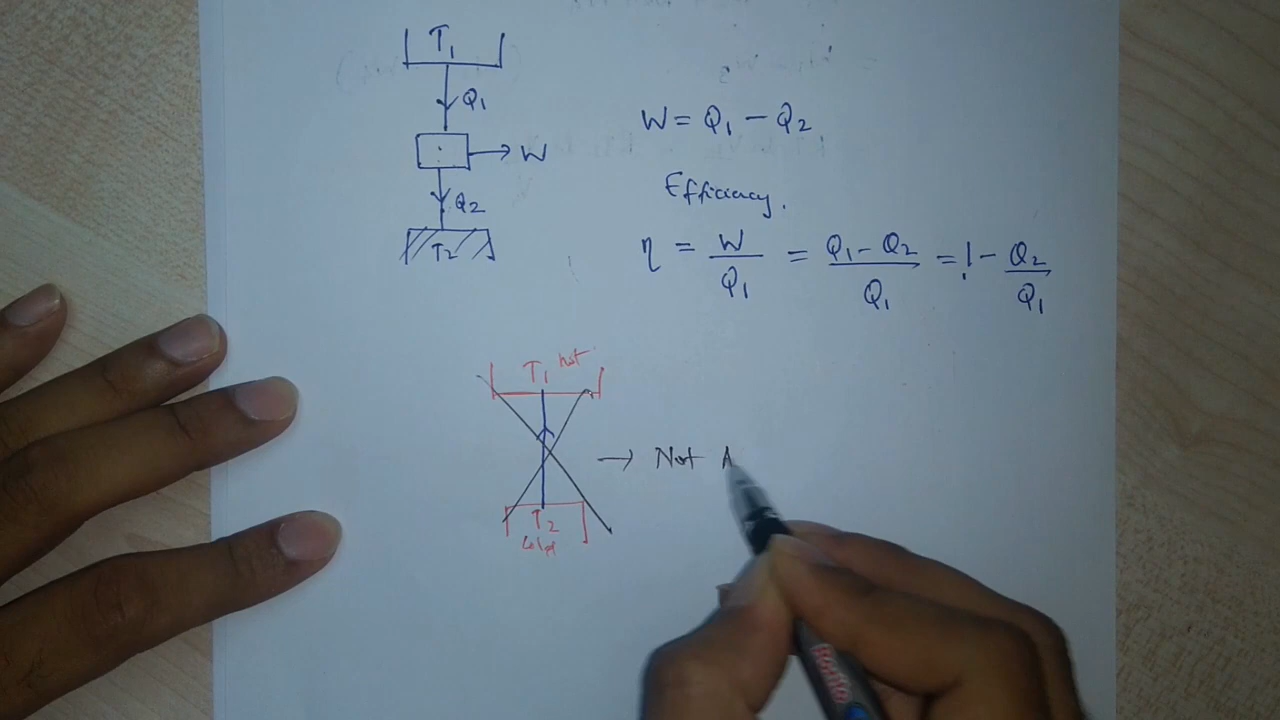 T1
Q1
W
Q2
T2
W = Q1 - Q2
Efficiency.
η = W/Q1 = (Q1 - Q2)/Q1 = 1 - Q2/Q1
T1 hot
→ Not A
T2
cold